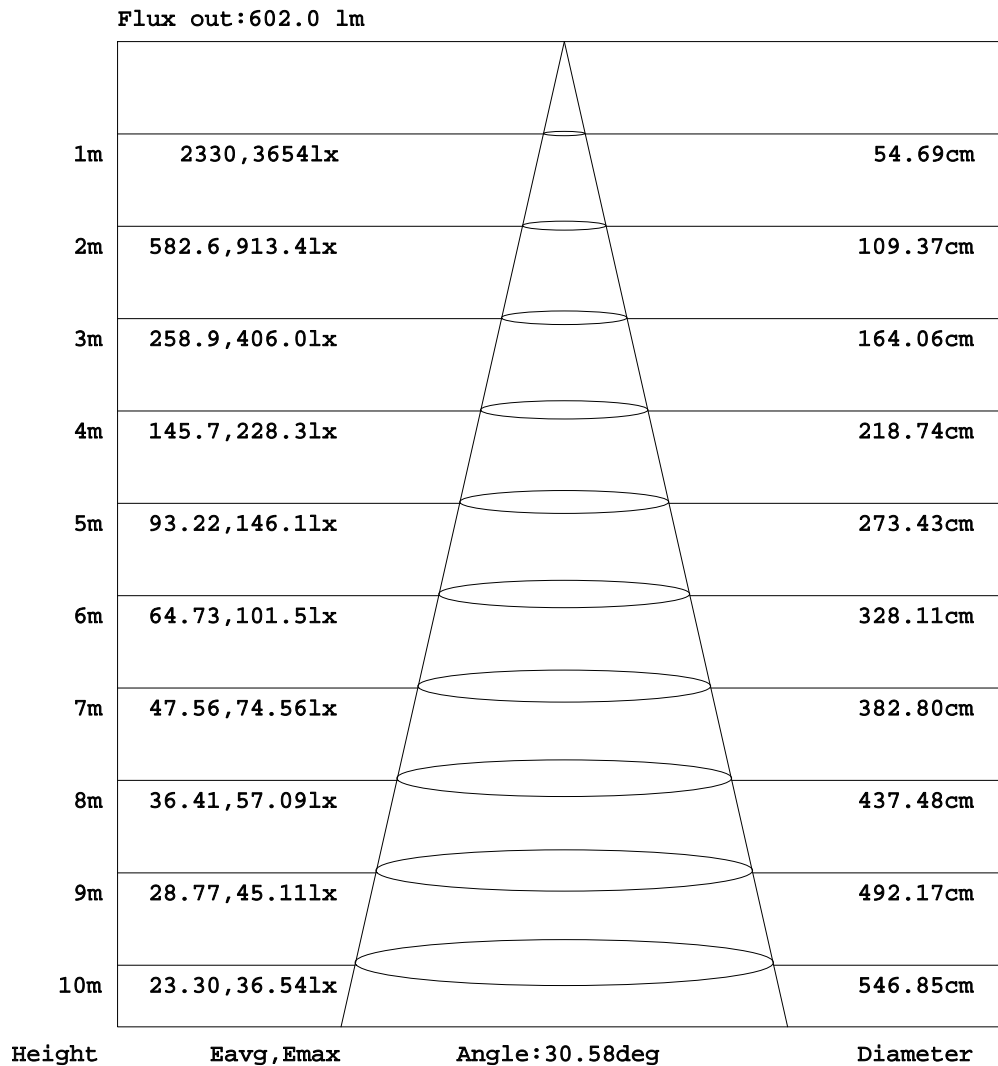 Flux out:602.0 lm
1m 2330,3654lx 54.69cm
2m 582.6,913.4lx 109.37cm
3m 258.9,406.0lx 164.06cm
4m 145.7,228.3lx 218.74cm
5m 93.22,146.1lx 273.43cm
6m 64.73,101.5lx 328.11cm
7m 47.56,74.56lx 382.80cm
8m 36.41,57.09lx 437.48cm
9m 28.77,45.11lx 492.17cm
10m 23.30,36.54lx 546.85cm
Height Eavg,Emax Angle:30.58deg Diameter